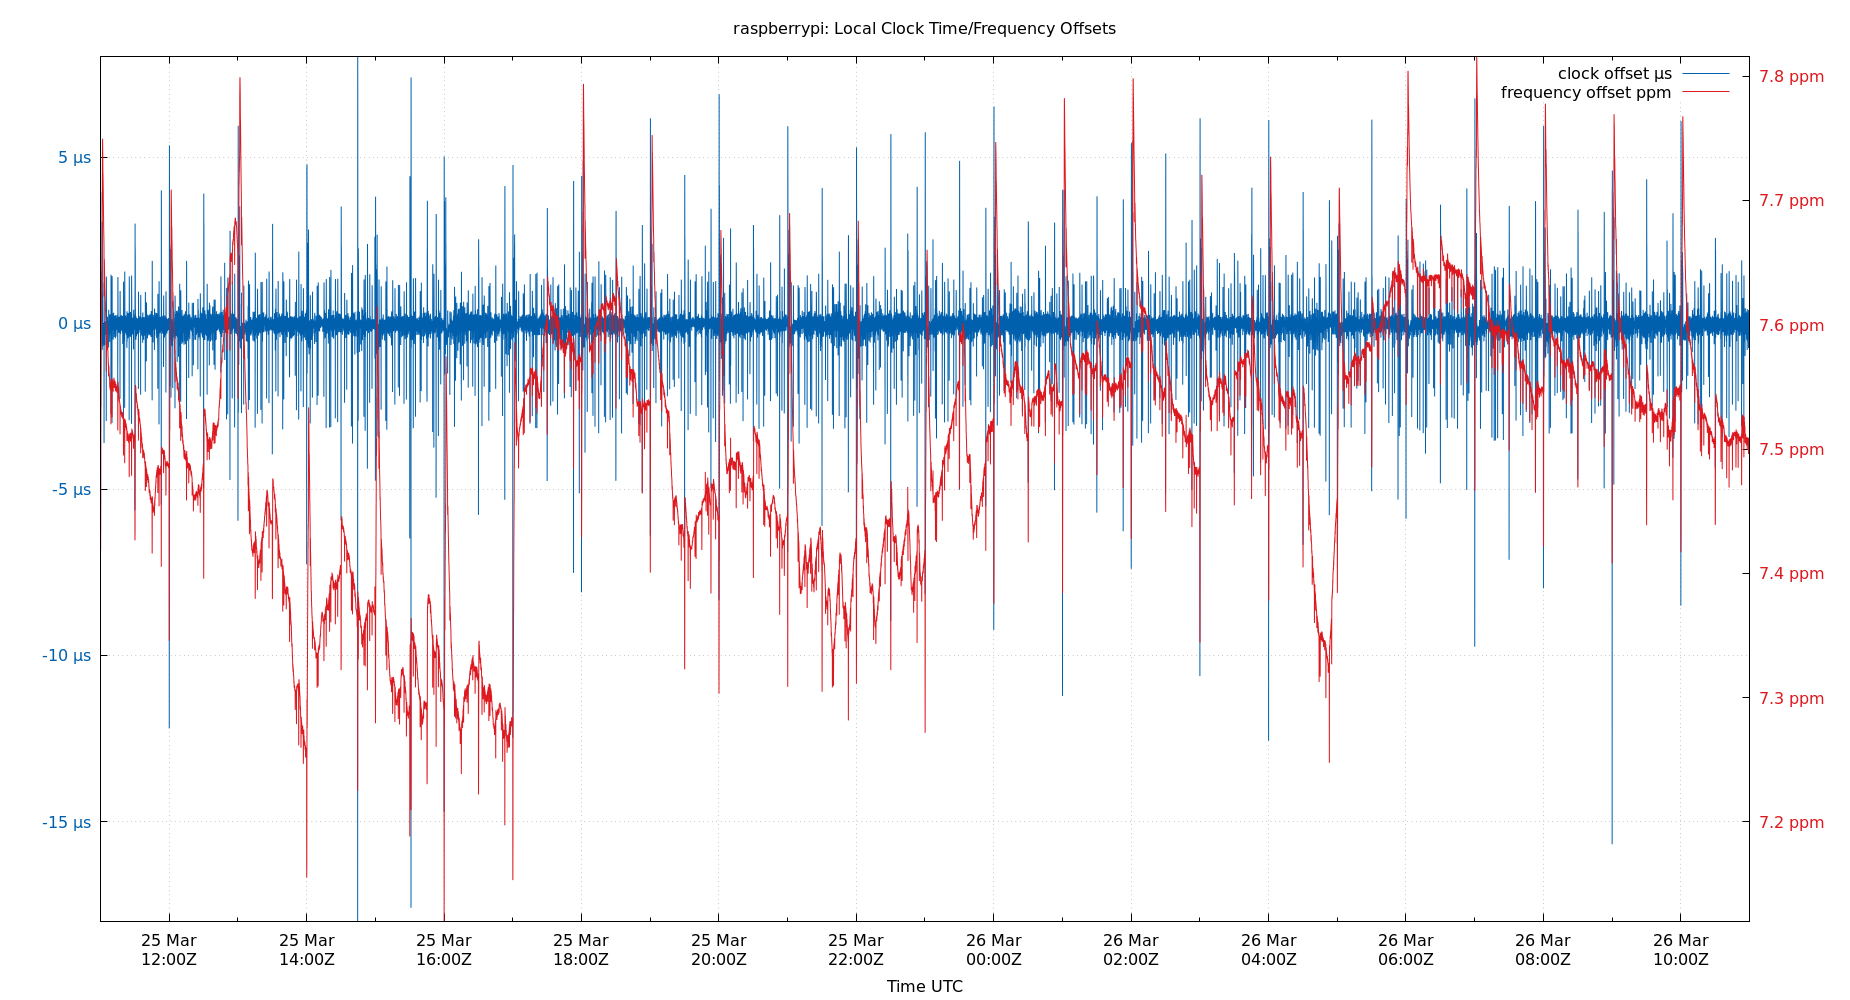 raspberrypi: Local Clock Time/Frequency Offsets
clock offset µs
frequency offset ppm
5 µs
0 µs
-5 µs
-10 µs
-15 µs
7.8 ppm
7.7 ppm
7.6 ppm
7.5 ppm
7.4 ppm
7.3 ppm
7.2 ppm
25 Mar 25 Mar 25 Mar 25 Mar 25 Mar 25 Mar 26 Mar 26 Mar 26 Mar 26 Mar 26 Mar 26 Mar
12:00Z 14:00Z 16:00Z 18:00Z 20:00Z 22:00Z 00:00Z 02:00Z 04:00Z 06:00Z 08:00Z 10:00Z
Time UTC